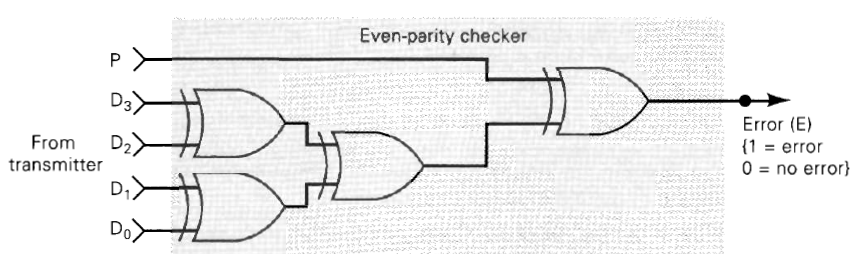 Even-parity checker
P
D3
D2
D1
D0
From
transmitter
Error (E)
{1 = error
0 = no error}